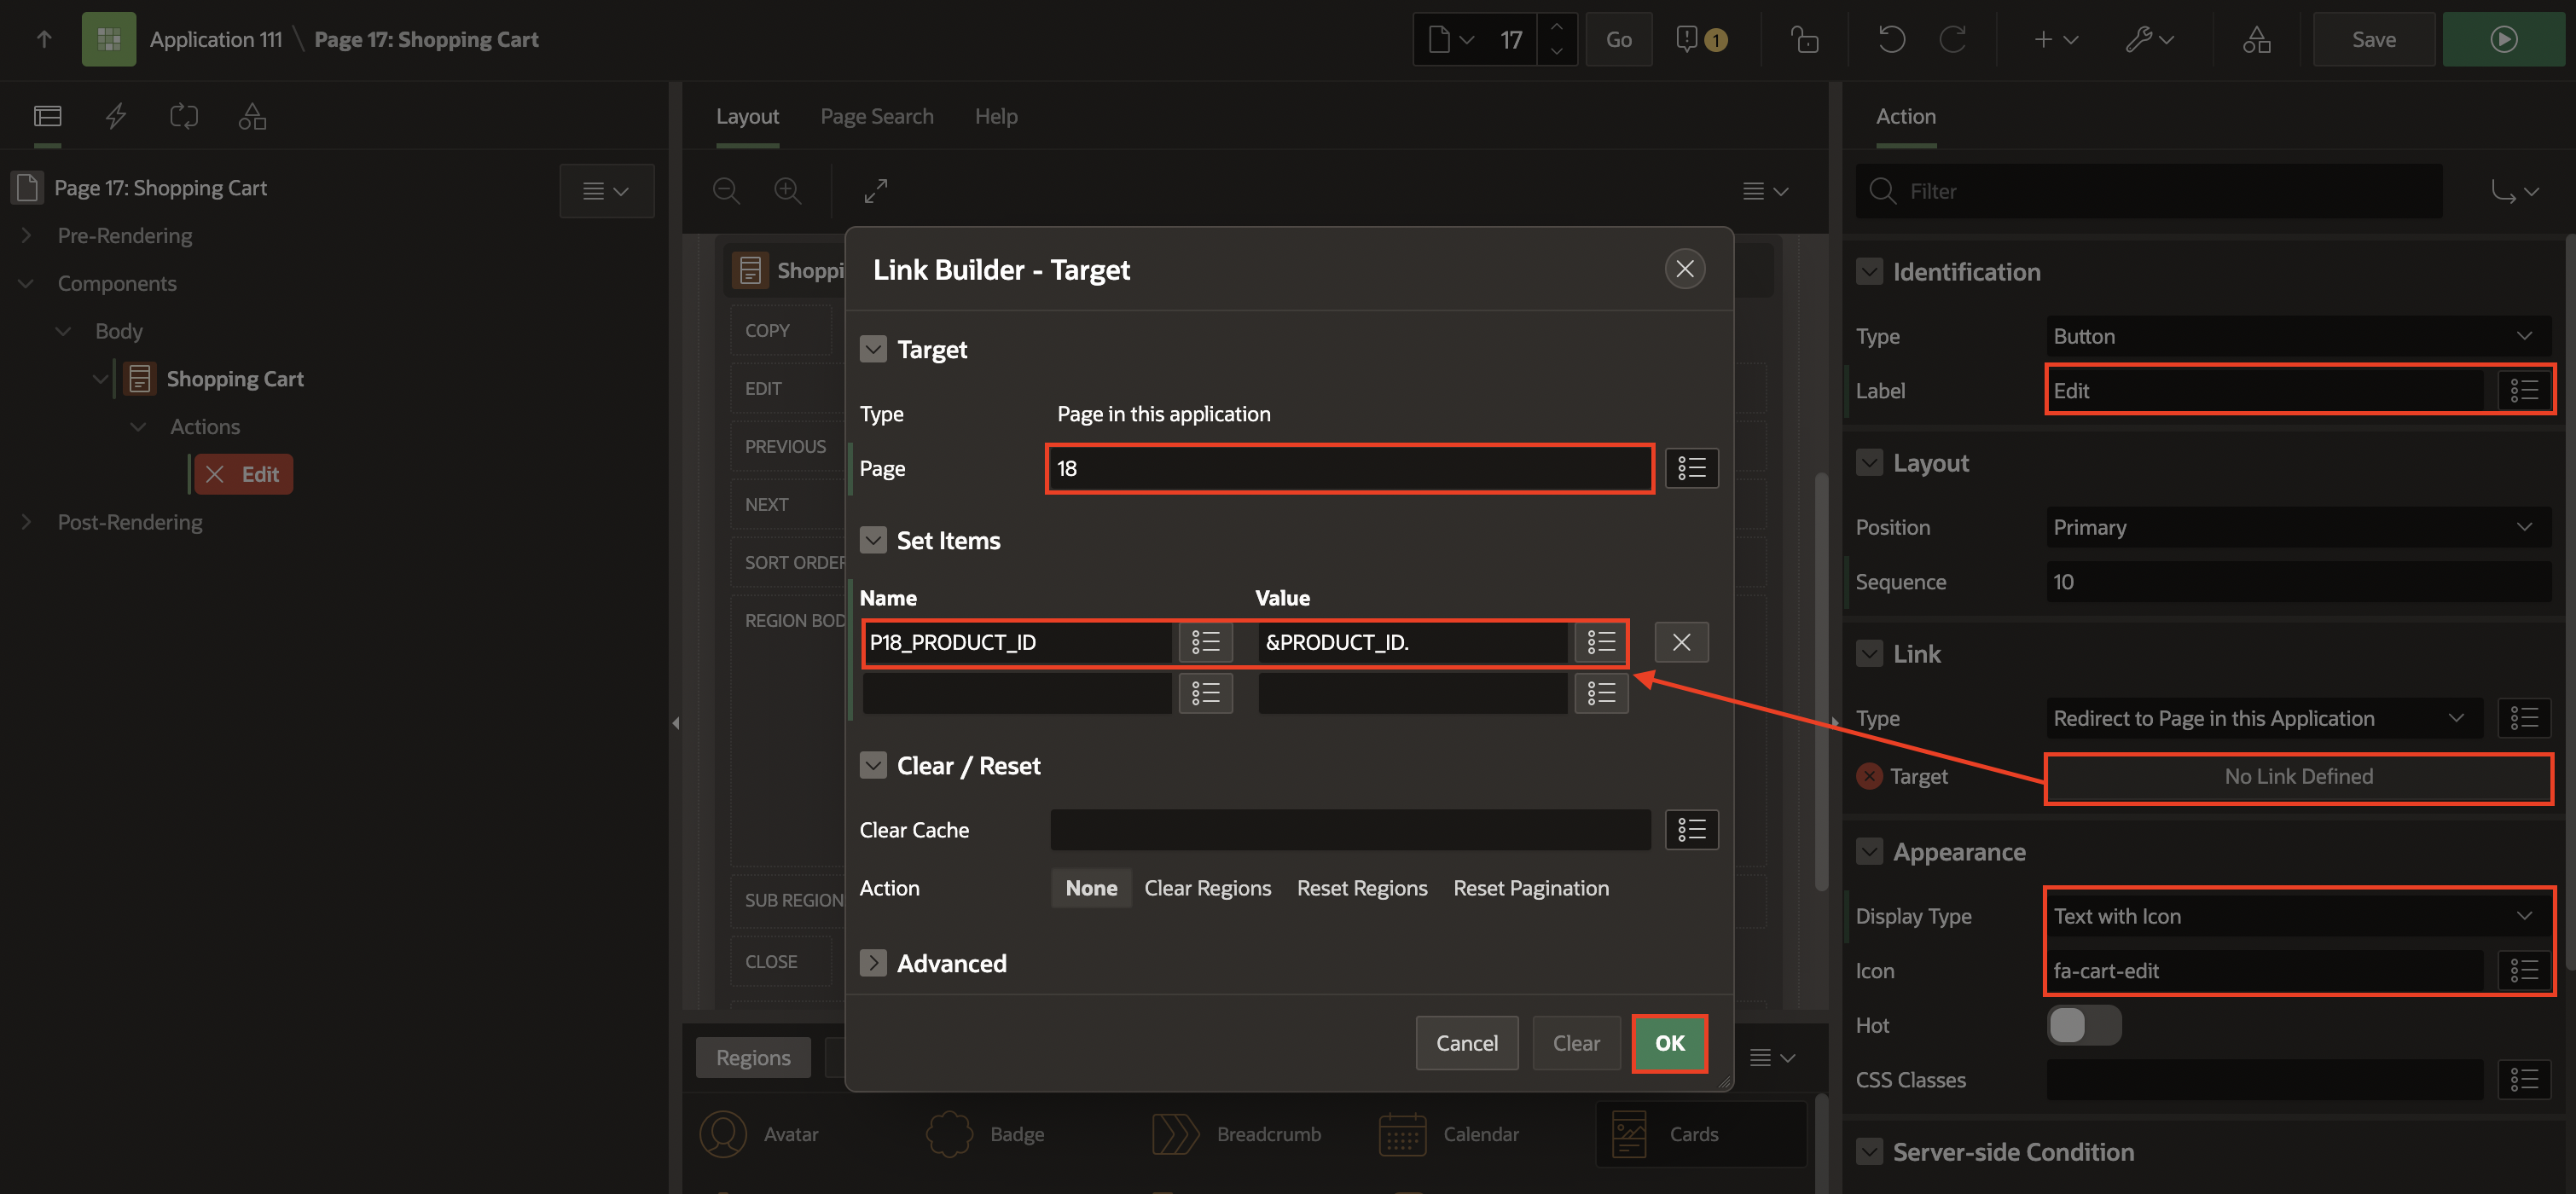 Application 111 \ Page 17: Shopping Cart
17
Go
1
Save
Page 17: Shopping Cart
Pre-Rendering
Components
Body
Shopping Cart
Actions
Edit
Post-Rendering
Layout
Page Search
Help
Shoppi
COPY
EDIT
PREVIOUS
NEXT
SORT ORDER
REGION BOD
SUB REGION
CLOSE
Link Builder - Target
Target
Type
Page in this application
Page
18
Set Items
Name
Value
P18_PRODUCT_ID
&PRODUCT_ID.
Clear / Reset
Clear Cache
Action
None
Clear Regions
Reset Regions
Reset Pagination
Advanced
Cancel
Clear
OK
Regions
Avatar
Badge
Breadcrumb
Calendar
Cards
Action
Filter
Identification
Type
Button
Label
Edit
Layout
Position
Primary
Sequence
10
Link
Type
Redirect to Page in this Application
Target
No Link Defined
Appearance
Display Type
Text with Icon
Icon
fa-cart-edit
Hot
CSS Classes
Server-side Condition